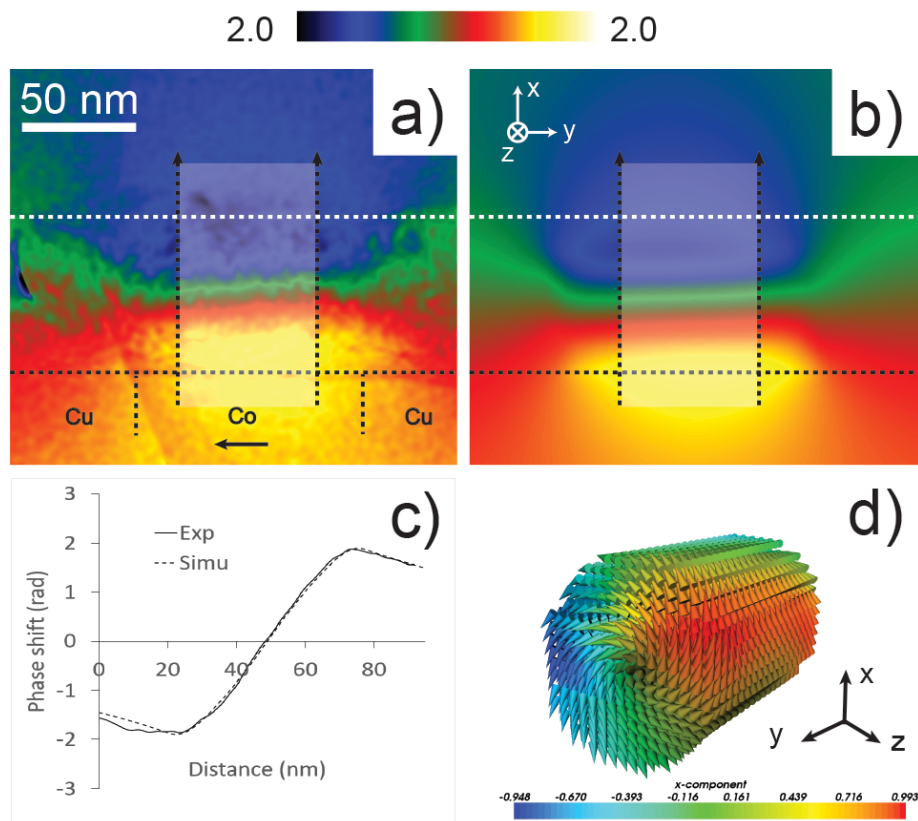 2.0 2.0
50 nm
a)
x
y
z
b)
Cu Co Cu
c)
3
2
1
0
-1
-2
-3
0 20 40 60 80
Phase shift (rad)
Distance (nm)
Exp
Simu
d)
x
y z
x-component
-0.948 -0.670 -0.393 -0.116 0.161 0.439 0.716 0.993